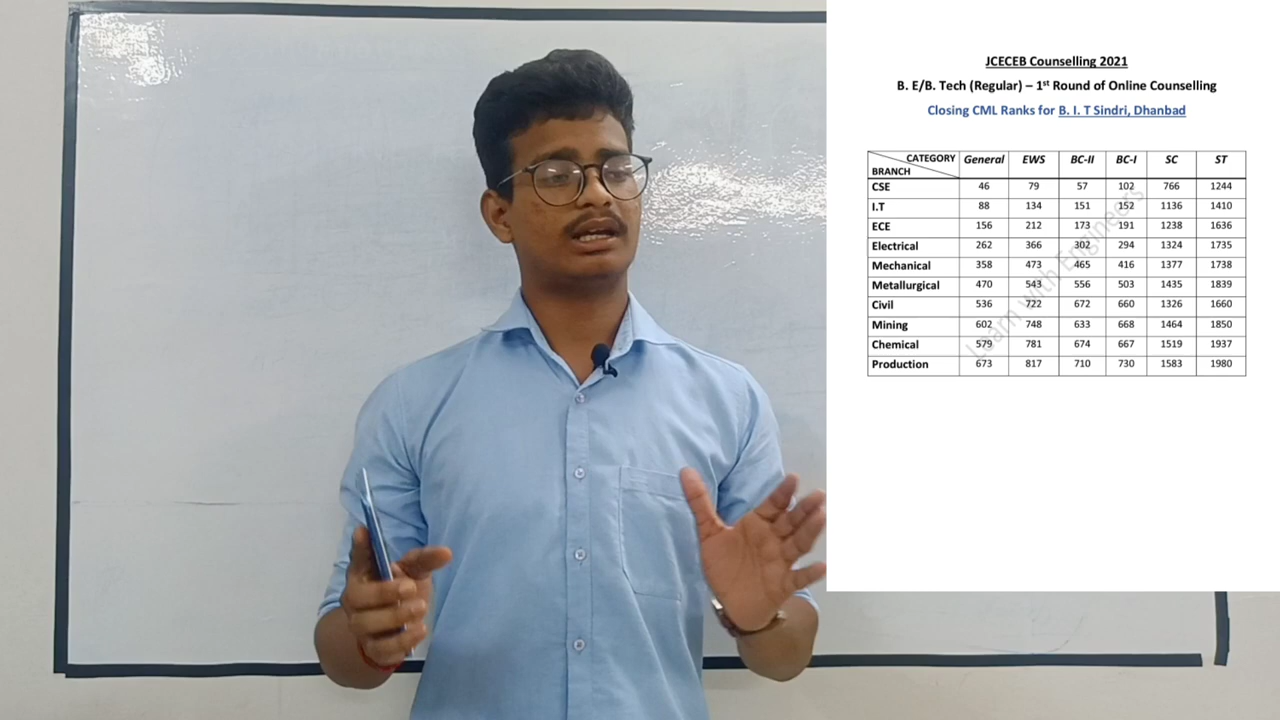 JCECEB Counselling 2021
B. E/B. Tech (Regular) – 1st Round of Online Counselling
Closing CML Ranks for B. I. T Sindri, Dhanbad
CATEGORY General EWS BC-II BC-I SC ST
BRANCH
CSE 46 79 57 102 766 1244
I.T 88 134 151 152 1136 1410
ECE 156 212 173 191 1238 1636
Electrical 262 366 302 294 1324 1735
Mechanical 358 473 465 416 1377 1738
Metallurgical 470 543 556 503 1435 1839
Civil 536 722 672 660 1326 1660
Mining 602 748 633 668 1464 1850
Chemical 579 781 674 667 1519 1937
Production 673 817 710 730 1583 1980
Learn with Engineers